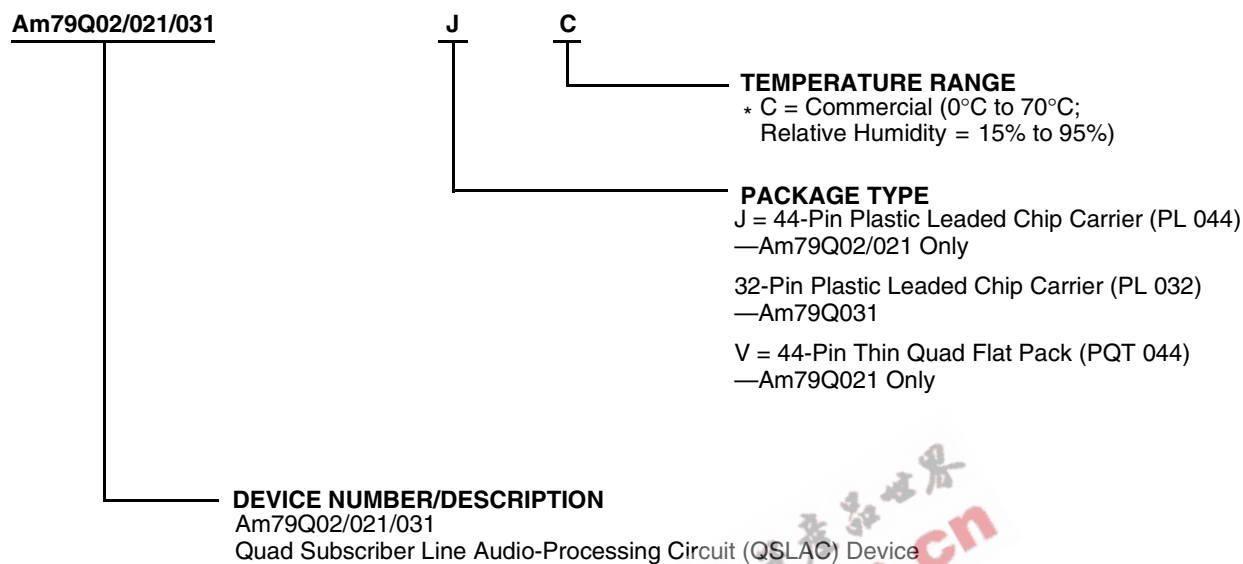 Am79Q02/021/031 J C
TEMPERATURE RANGE
* C = Commercial (0°C to 70°C;
Relative Humidity = 15% to 95%)
PACKAGE TYPE
J = 44-Pin Plastic Leaded Chip Carrier (PL 044)
—Am79Q02/021 Only
32-Pin Plastic Leaded Chip Carrier (PL 032)
—Am79Q031
V = 44-Pin Thin Quad Flat Pack (PQT 044)
—Am79Q021 Only
DEVICE NUMBER/DESCRIPTION
Am79Q02/021/031
Quad Subscriber Line Audio-Processing Circuit (QSLAC) Device